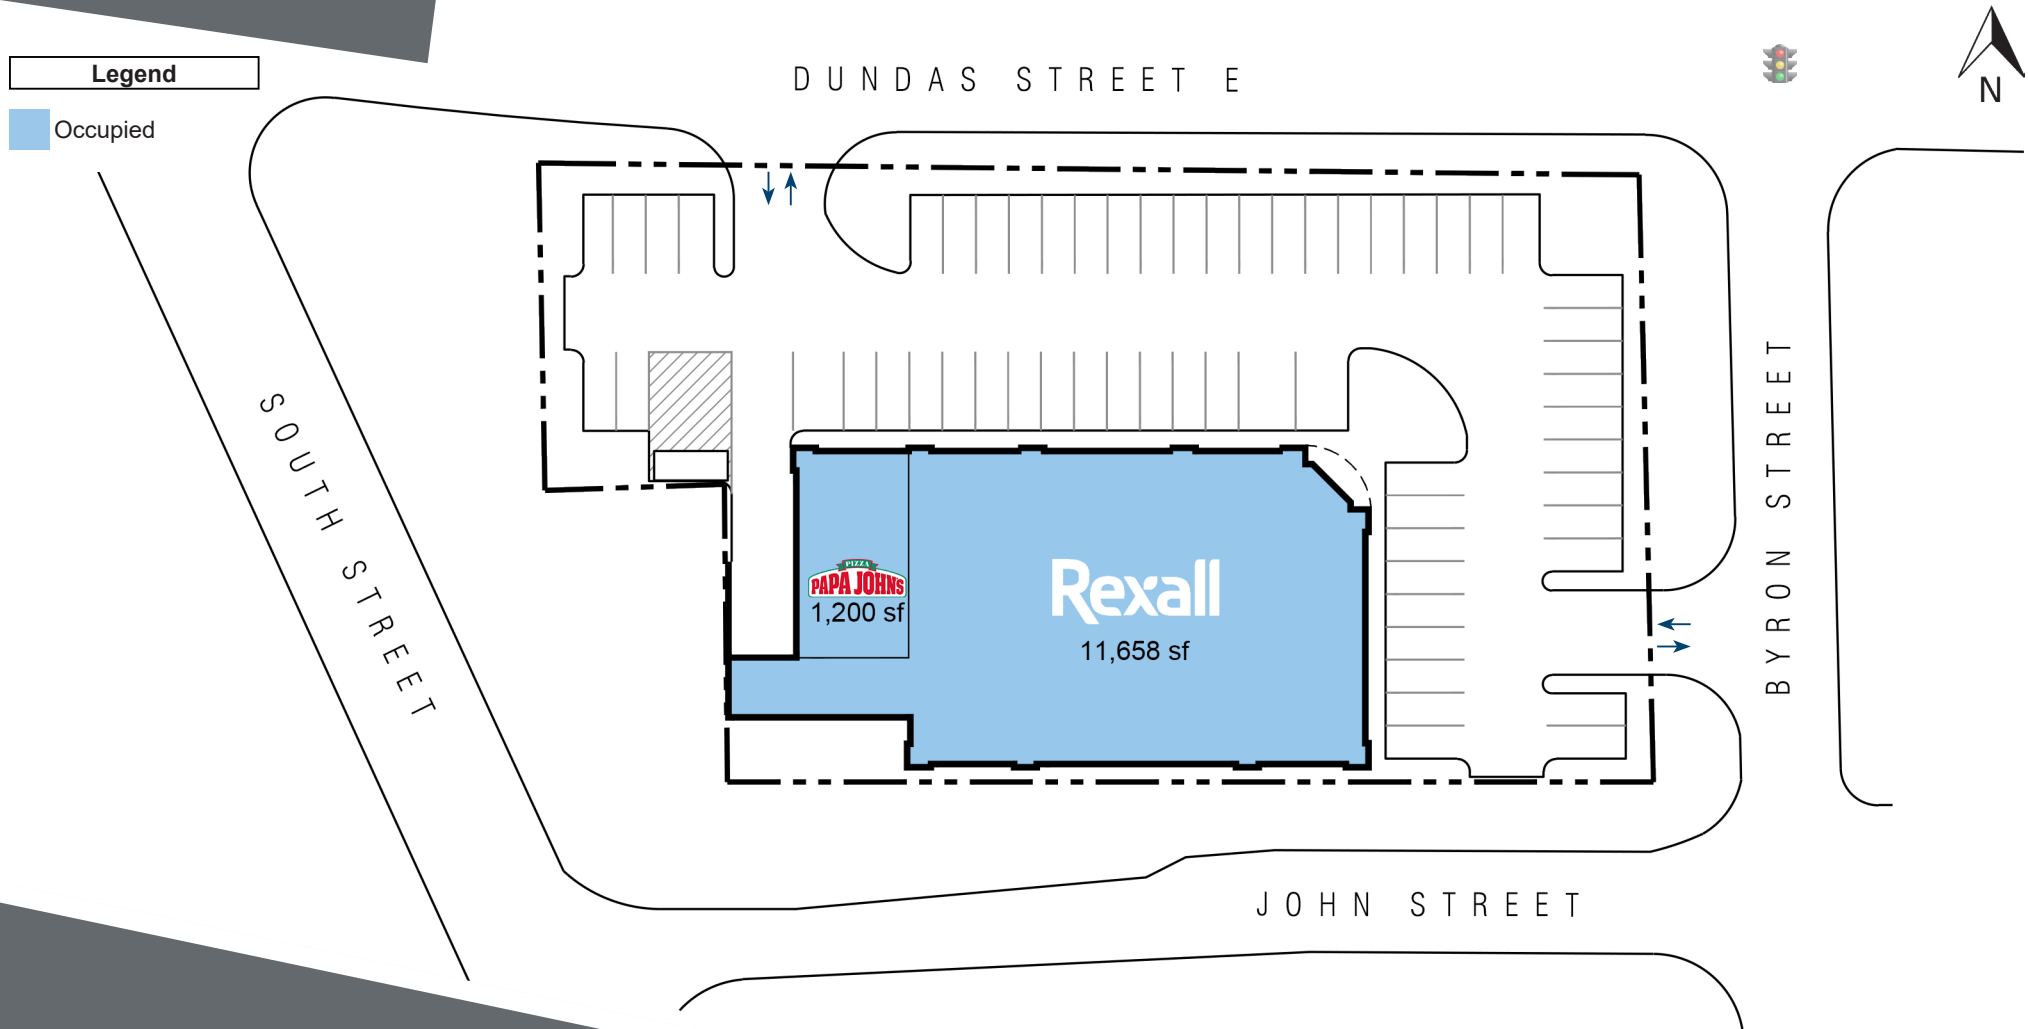 Legend
Occupied
DUNDAS STREET E
N
SOUTH STREET
BYRON STREET
PIZZA
PAPA JOHN'S
1,200 sf
Rexall
11,658 sf
JOHN STREET